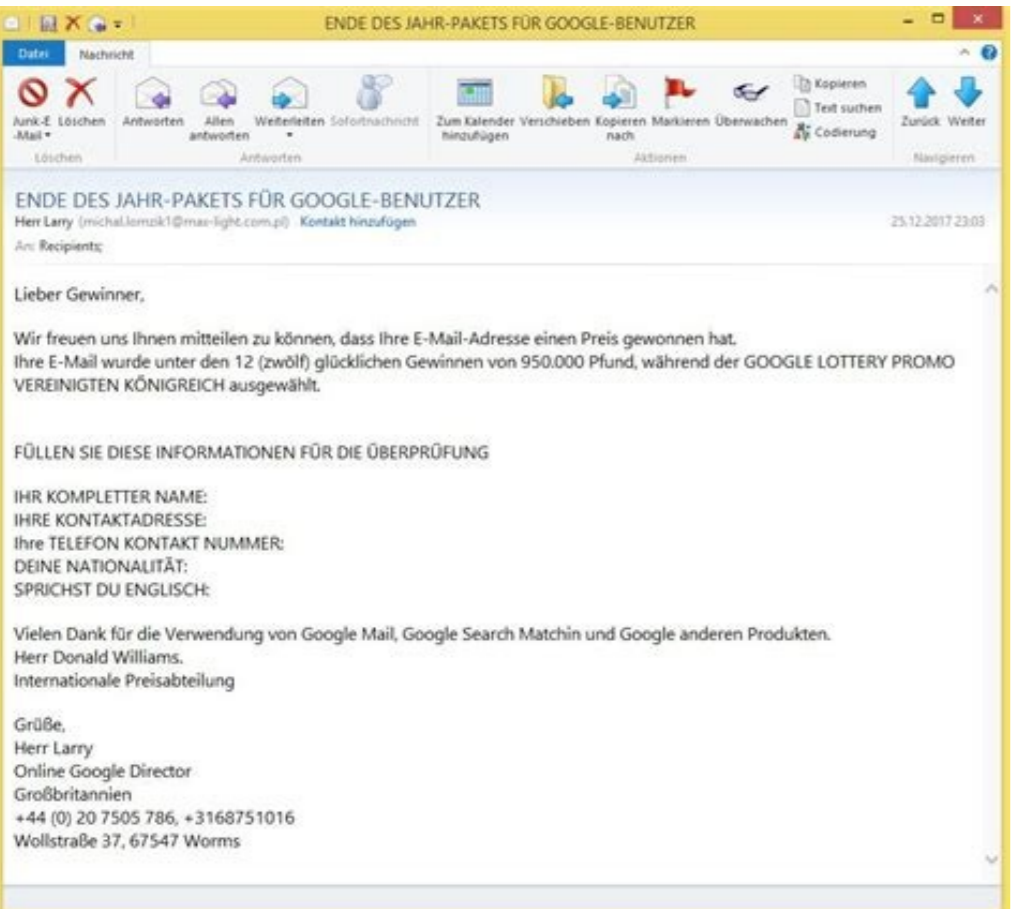 ENDE DES JAHR-PAKETS FÜR GOOGLE-BENUTZER
Datei Nachricht
Junk-E-Mail Löschen Antworten Allen antworten Weiterleiten Sofortnachricht Zum Kalender hinzufügen Verschieben Kopieren nach Markieren Überwachen Kopieren Text suchen Codierung Zurück Weiter
Löschen Antworten Aktionen Navigieren
ENDE DES JAHR-PAKETS FÜR GOOGLE-BENUTZER
Herr Larry (michal.lomzik1@max-light.com.pl) Kontakt hinzufügen 25.12.2017 23:03
An: Recipients;
Lieber Gewinner,
Wir freuen uns Ihnen mitteilen zu können, dass Ihre E-Mail-Adresse einen Preis gewonnen hat.
Ihre E-Mail wurde unter den 12 (zwölf) glücklichen Gewinnen von 950.000 Pfund, während der GOOGLE LOTTERY PROMO
VEREINIGTEN KÖNIGREICH ausgewählt.
FÜLLEN SIE DIESE INFORMATIONEN FÜR DIE ÜBERPRÜFUNG
IHR KOMPLETTER NAME:
IHRE KONTAKTADRESSE:
Ihre TELEFON KONTAKT NUMMER:
DEINE NATIONALITÄT:
SPRICHST DU ENGLISCH:
Vielen Dank für die Verwendung von Google Mail, Google Search Matchin und Google anderen Produkten.
Herr Donald Williams.
Internationale Preisabteilung
Grüße,
Herr Larry
Online Google Director
Großbritannien
+44 (0) 20 7505 786, +3168751016
Wollstraße 37, 67547 Worms